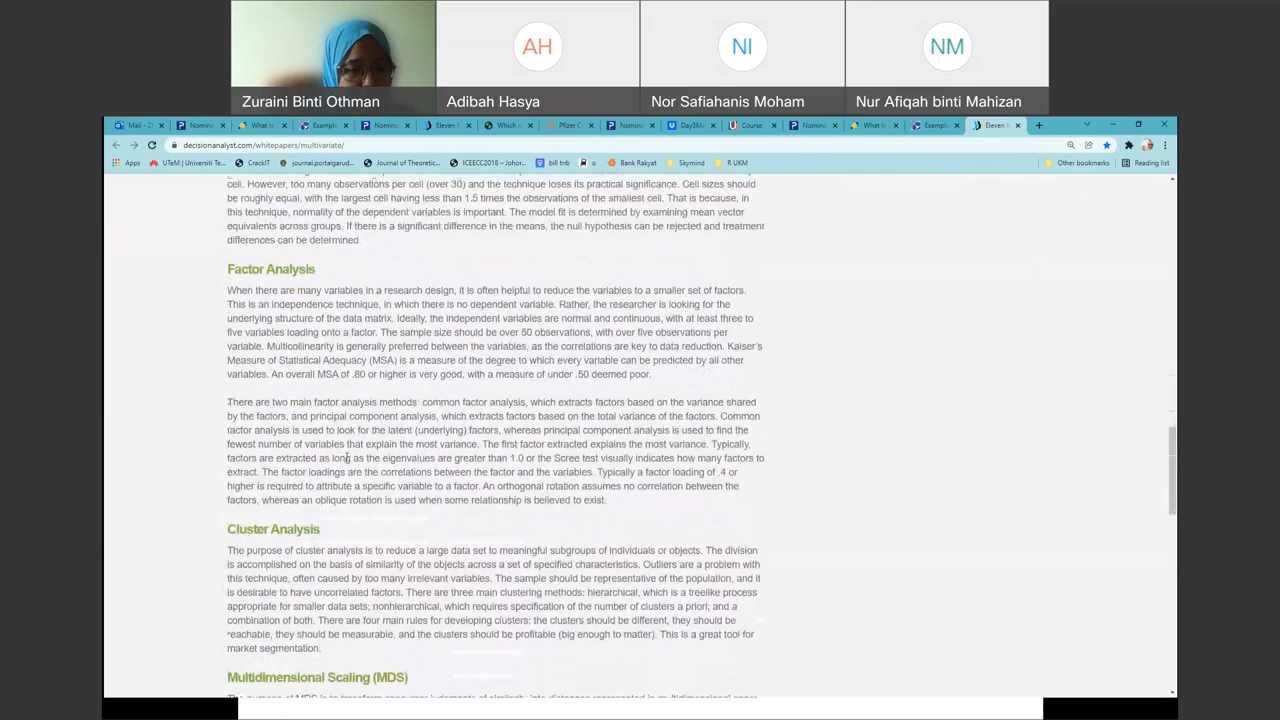 AH
NI
NM
Zuraini Binti Othman
Adibah Hasya
Nor Safiahanis Moham
Nur Afiqah binti Mahizan
Mail - Z
Nomina
What Is
Example
Nomina
Eleven M
Which
Pfizer C
Nomina
Day3Ma
Course
Nomina
What Is
Example
Eleven M
decisionanalyst.com/whitepapers/multivariate/
Apps
UTeM | Universiti Te...
CrackIT
journal.portalgarud...
Journal of Theoretic...
ICEECC2018 – Johor...
bill tnb
o
Bank Rakyat
Skymind
R UKM
Other bookmarks
Reading list
cell. However, too many observations per cell (over 30) and the technique loses its practical significance. Cell sizes should
be roughly equal, with the largest cell having less than 1.5 times the observations of the smallest cell. That is because, in
this technique, normality of the dependent variables is important. The model fit is determined by examining mean vector
equivalents across groups. If there is a significant difference in the means, the null hypothesis can be rejected and treatment
differences can be determined.
Factor Analysis
When there are many variables in a research design, it is often helpful to reduce the variables to a smaller set of factors.
This is an independence technique, in which there is no dependent variable. Rather, the researcher is looking for the
underlying structure of the data matrix. Ideally, the independent variables are normal and continuous, with at least three to
five variables loading onto a factor. The sample size should be over 50 observations, with over five observations per
variable. Multicollinearity is generally preferred between the variables, as the correlations are key to data reduction. Kaiser's
Measure of Statistical Adequacy (MSA) is a measure of the degree to which every variable can be predicted by all other
variables. An overall MSA of .80 or higher is very good, with a measure of under .50 deemed poor.
There are two main factor analysis methods: common factor analysis, which extracts factors based on the variance shared
by the factors, and principal component analysis, which extracts factors based on the total variance of the factors. Common
factor analysis is used to look for the latent (underlying) factors, whereas principal component analysis is used to find the
fewest number of variables that explain the most variance. The first factor extracted explains the most variance. Typically,
factors are extracted as long as the eigenvalues are greater than 1.0 or the Scree test visually indicates how many factors to
extract. The factor loadings are the correlations between the factor and the variables. Typically a factor loading of .4 or
higher is required to attribute a specific variable to a factor. An orthogonal rotation assumes no correlation between the
factors, whereas an oblique rotation is used when some relationship is believed to exist.
Cluster Analysis
The purpose of cluster analysis is to reduce a large data set to meaningful subgroups of individuals or objects. The division
is accomplished on the basis of similarity of the objects across a set of specified characteristics. Outliers are a problem with
this technique, often caused by too many irrelevant variables. The sample should be representative of the population, and it
is desirable to have uncorrelated factors. There are three main clustering methods: hierarchical, which is a treelike process
appropriate for smaller data sets; nonhierarchical, which requires specification of the number of clusters a priori; and a
combination of both. There are four main rules for developing clusters: the clusters should be different, they should be
reachable, they should be measurable, and the clusters should be profitable (big enough to matter). This is a great tool for
market segmentation.
Multidimensional Scaling (MDS)